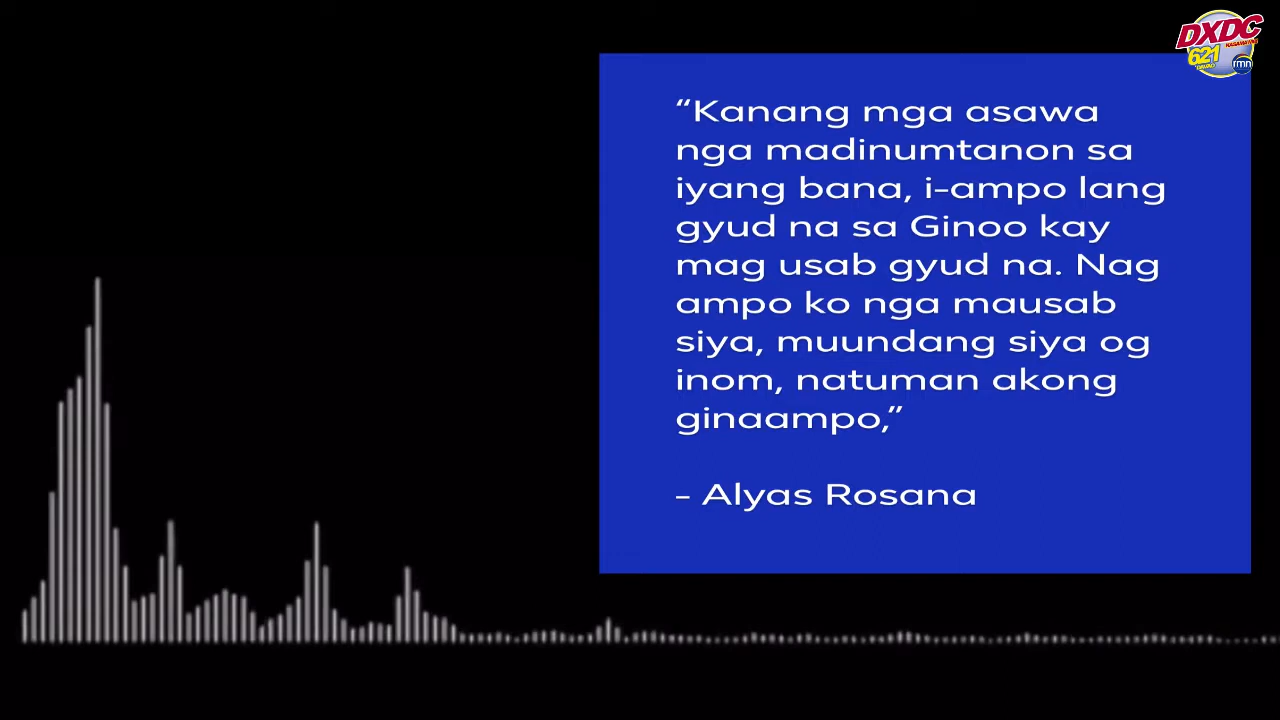 DXDC
621
rmn
“Kanang mga asawa
nga madinumtanon sa
iyang bana, i-ampo lang
gyud na sa Ginoo kay
mag usab gyud na. Nag
ampo ko nga mausab
siya, muundang siya og
inom, natuman akong
ginaampo,”
- Alyas Rosana